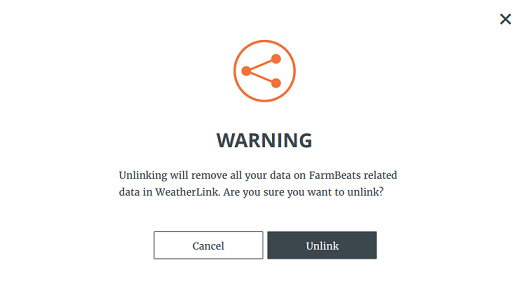 WARNING
Unlinking will remove all your data on FarmBeats related
data in WeatherLink. Are you sure you want to unlink?
Cancel
Unlink